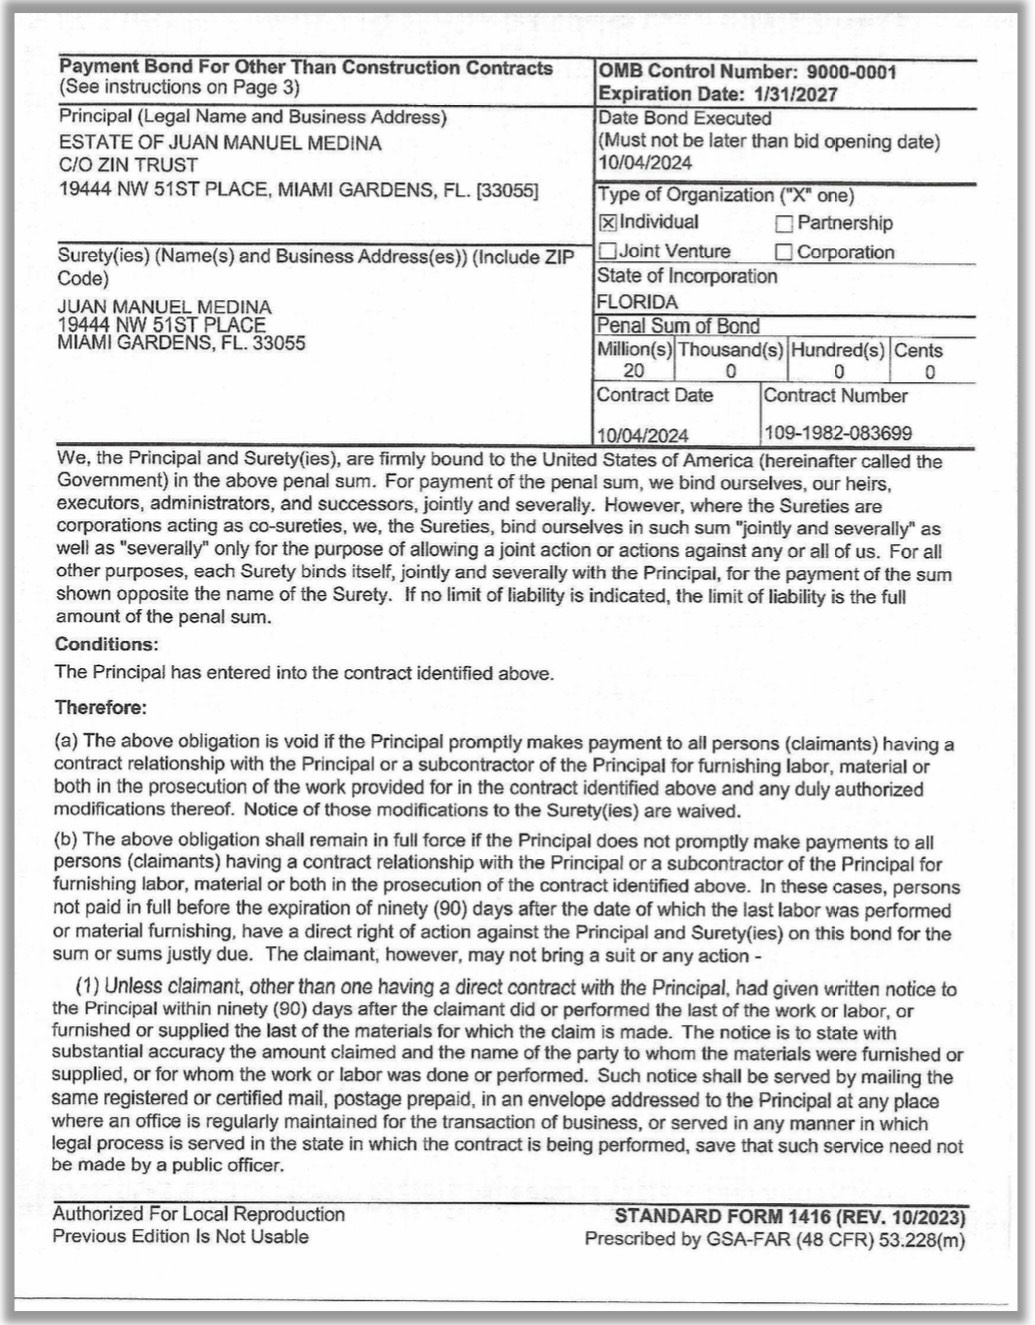 Payment Bond For Other Than Construction Contracts
(See instructions on Page 3)
OMB Control Number: 9000-0001
Expiration Date: 1/31/2027
Principal (Legal Name and Business Address)
ESTATE OF JUAN MANUEL MEDINA
C/O ZIN TRUST
19444 NW 51ST PLACE, MIAMI GARDENS, FL. [33055]
Date Bond Executed
(Must not be later than bid opening date)
10/04/2024
Type of Organization ("X" one)
☒ Individual ☐ Partnership
☐ Joint Venture ☐ Corporation
Surety(ies) (Name(s) and Business Address(es)) (Include ZIP
Code)
JUAN MANUEL MEDINA
19444 NW 51ST PLACE
MIAMI GARDENS, FL. 33055
State of Incorporation
FLORIDA
Penal Sum of Bond
Million(s) Thousand(s) Hundred(s) Cents
20 0 0 0
Contract Date Contract Number
10/04/2024 109-1982-083699
We, the Principal and Surety(ies), are firmly bound to the United States of America (hereinafter called the
Government) in the above penal sum. For payment of the penal sum, we bind ourselves, our heirs,
executors, administrators, and successors, jointly and severally. However, where the Sureties are
corporations acting as co-sureties, we, the Sureties, bind ourselves in such sum "jointly and severally" as
well as "severally" only for the purpose of allowing a joint action or actions against any or all of us. For all
other purposes, each Surety binds itself, jointly and severally with the Principal, for the payment of the sum
shown opposite the name of the Surety. If no limit of liability is indicated, the limit of liability is the full
amount of the penal sum.
Conditions:
The Principal has entered into the contract identified above.
Therefore:
(a) The above obligation is void if the Principal promptly makes payment to all persons (claimants) having a
contract relationship with the Principal or a subcontractor of the Principal for furnishing labor, material or
both in the prosecution of the work provided for in the contract identified above and any duly authorized
modifications thereof. Notice of those modifications to the Surety(ies) are waived.
(b) The above obligation shall remain in full force if the Principal does not promptly make payments to all
persons (claimants) having a contract relationship with the Principal or a subcontractor of the Principal for
furnishing labor, material or both in the prosecution of the contract identified above. In these cases, persons
not paid in full before the expiration of ninety (90) days after the date of which the last labor was performed
or material furnishing, have a direct right of action against the Principal and Surety(ies) on this bond for the
sum or sums justly due. The claimant, however, may not bring a suit or any action -
(1) Unless claimant, other than one having a direct contract with the Principal, had given written notice to
the Principal within ninety (90) days after the claimant did or performed the last of the work or labor, or
furnished or supplied the last of the materials for which the claim is made. The notice is to state with
substantial accuracy the amount claimed and the name of the party to whom the materials were furnished or
supplied, or for whom the work or labor was done or performed. Such notice shall be served by mailing the
same registered or certified mail, postage prepaid, in an envelope addressed to the Principal at any place
where an office is regularly maintained for the transaction of business, or served in any manner in which
legal process is served in the state in which the contract is being performed, save that such service need not
be made by a public officer.
Authorized For Local Reproduction
Previous Edition Is Not Usable
STANDARD FORM 1416 (REV. 10/2023)
Prescribed by GSA-FAR (48 CFR) 53.228(m)